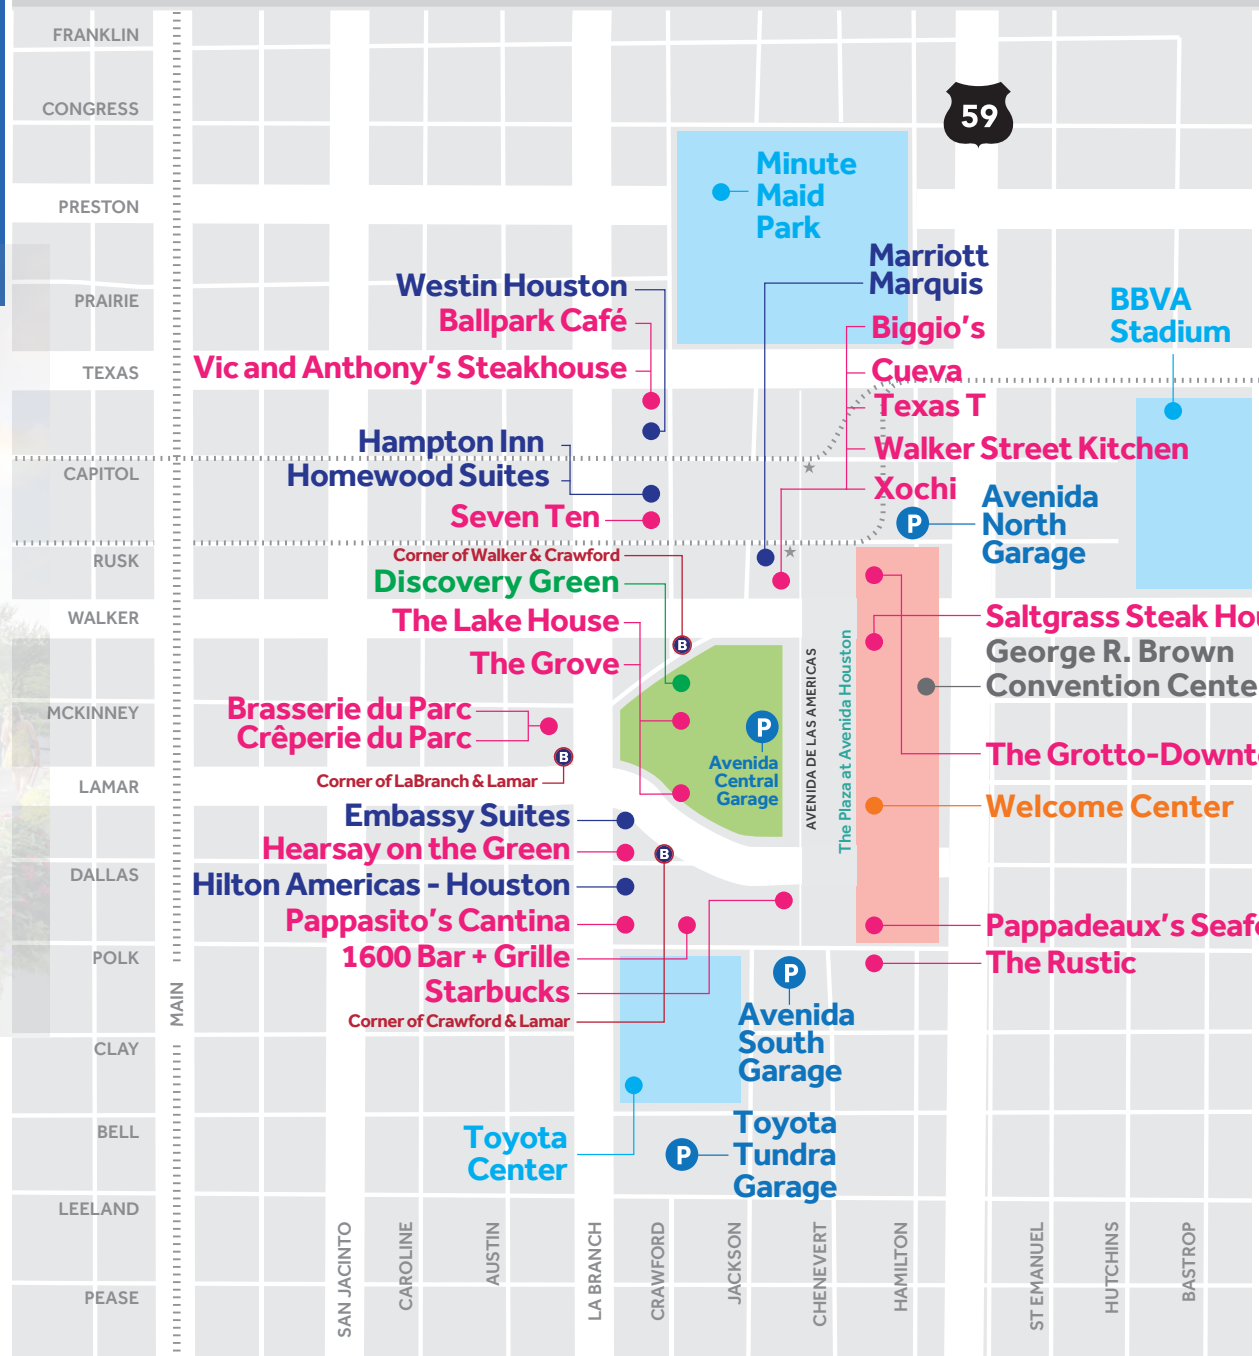 FRANKLIN
CONGRESS
59
Minute
Maid
Park
PRESTON
Marriott
Marquis
Westin Houston
PRAIRIE
BBVA
Stadium
Ballpark Café
Biggio's
Vic and Anthony's Steakhouse
TEXAS
Cueva
Texas T
Hampton Inn
Walker Street Kitchen
CAPITOL
Homewood Suites
Xochi
Avenida
North
Garage
P
Seven Ten
Corner of Walker & Crawford
RUSK
Discovery Green
WALKER
The Lake House
Saltgrass Steak Hou
B
George R. Brown
Convention Cente
The Grove
AVENIDA DE LAS AMERICAS
The Plaza at Avenida Houston
MCKINNEY
Brasserie du Parc
Crêperie du Parc
P
Avenida
Central
Garage
B
The Grotto-Downt
Corner of LaBranch & Lamar
LAMAR
Welcome Center
Embassy Suites
Hearsay on the Green
B
DALLAS
Hilton Americas - Houston
Pappasito's Cantina
Pappadeaux's Seafo
POLK
1600 Bar + Grille
The Rustic
P
Starbucks
MAIN
Avenida
South
Garage
Corner of Crawford & Lamar
CLAY
BELL
Toyota
Center
P
Toyota
Tundra
Garage
LEELAND
SAN JACINTO
CAROLINE
AUSTIN
LA BRANCH
CRAWFORD
JACKSON
CHENEVERT
HAMILTON
ST EMANUEL
HUTCHINS
BASTROP
PEASE